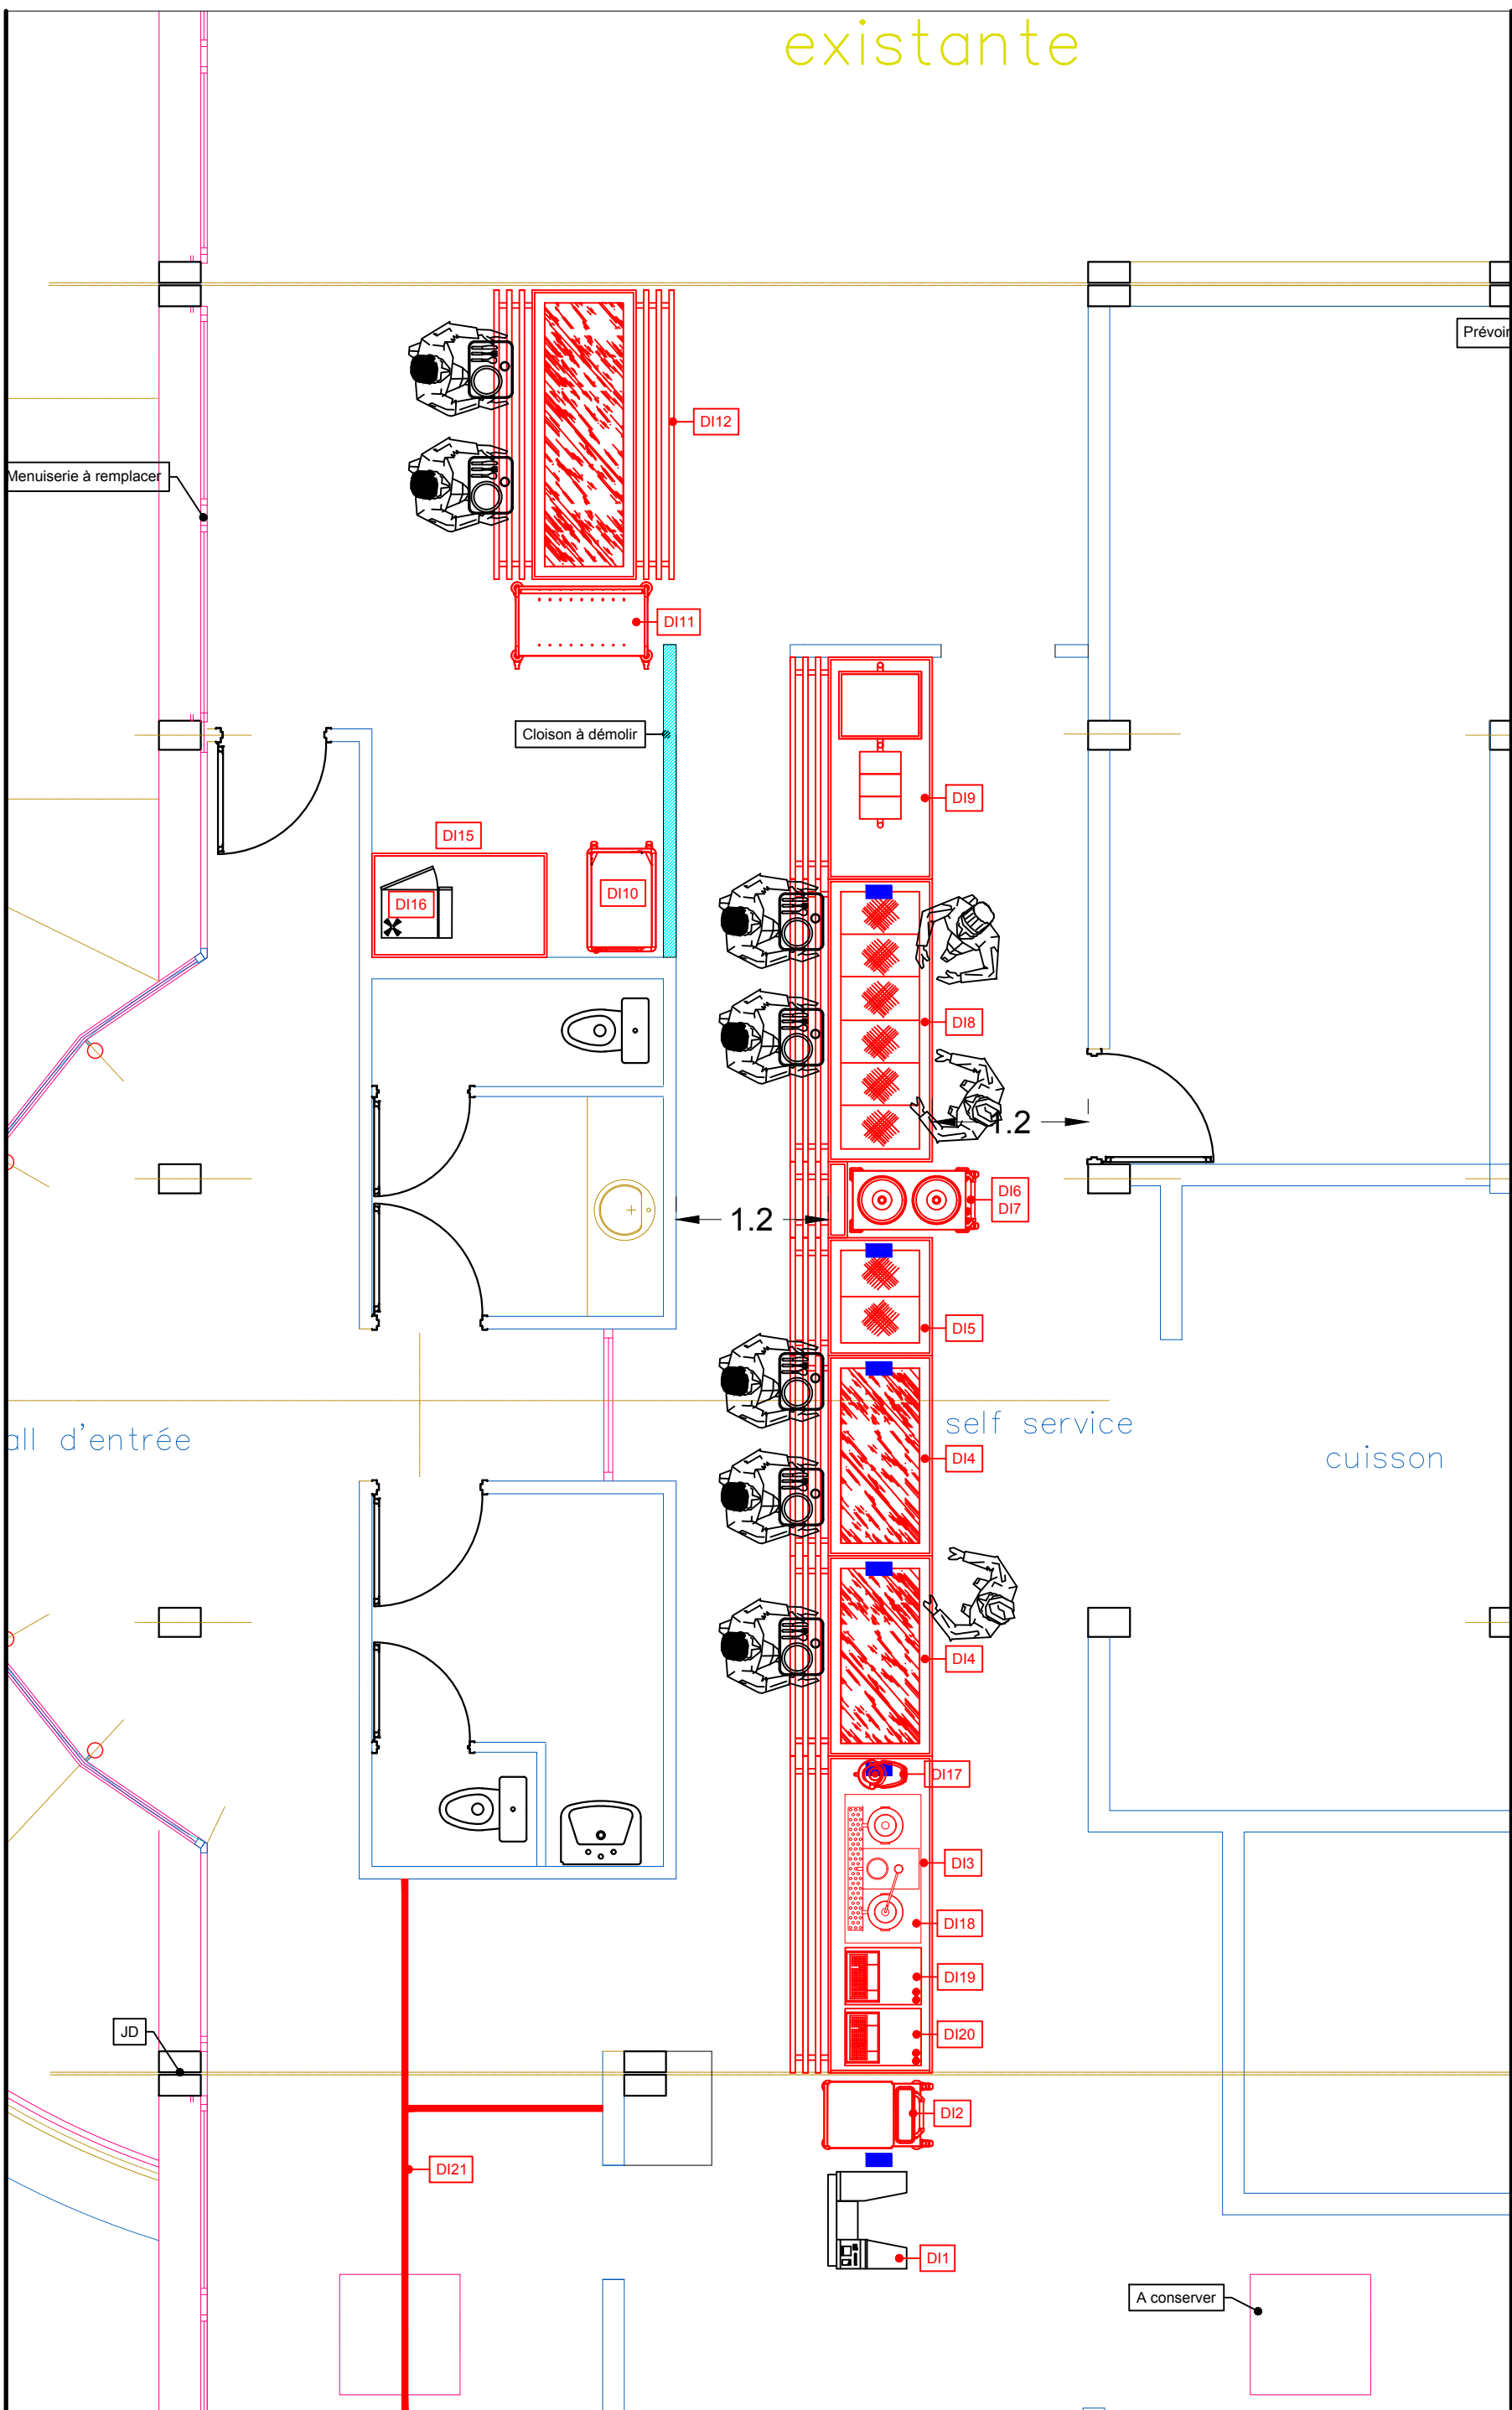 existante
Prévoir
DI12
Menuiserie à remplacer
DI11
Cloison à démolir
DI9
DI15
DI16
DI10
DI8
1.2
DI6
DI7
1.2
DI5
self service
all d'entrée
DI4
cuisson
DI4
DI17
DI3
DI18
DI19
JD
DI20
DI2
DI21
DI1
A conserver